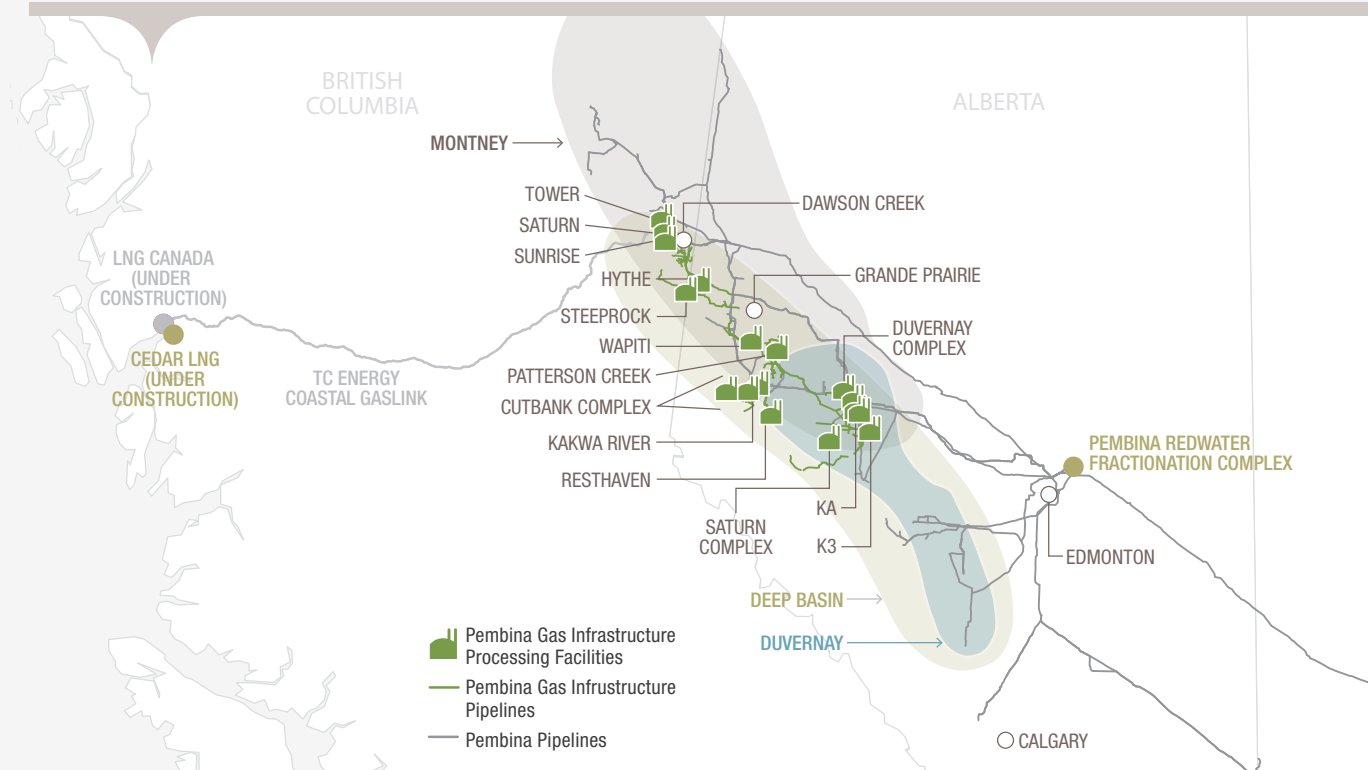 BRITISH
COLUMBIA
ALBERTA
MONTNEY
TOWER
DAWSON CREEK
SATURN
SUNRISE
LNG CANADA
(UNDER
CONSTRUCTION)
HYTHE
GRANDE PRAIRIE
STEEPROCK
DUVERNAY
COMPLEX
WAPITI
CEDAR LNG
(UNDER
CONSTRUCTION)
TC ENERGY
COASTAL GASLINK
PATTERSON CREEK
CUTBANK COMPLEX
KAKWA RIVER
PEMBINA REDWATER
FRACTIONATION COMPLEX
RESTHAVEN
KA
SATURN
COMPLEX
K3
EDMONTON
DEEP BASIN
DUVERNAY
Pembina Gas Infrastructure
Processing Facilities
Pembina Gas Infrustructure
Pipelines
Pembina Pipelines
CALGARY